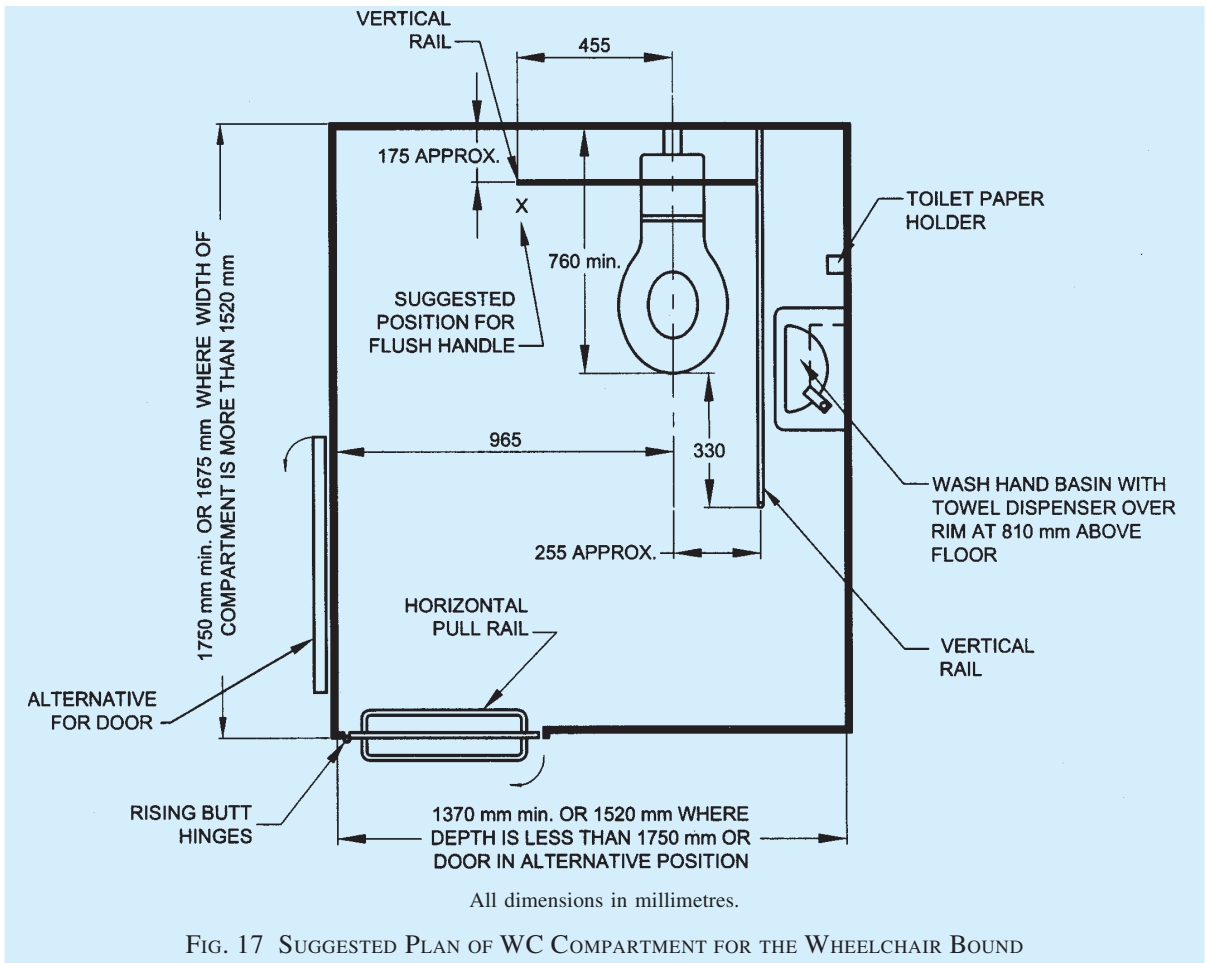 VERTICAL
RAIL
455
175 APPROX.
1750 mm min. OR 1675 mm WHERE WIDTH OF
COMPARTMENT IS MORE THAN 1520 mm
X
760 min.
TOILET PAPER
HOLDER
SUGGESTED
POSITION FOR
FLUSH HANDLE
965
330
WASH HAND BASIN WITH
TOWEL DISPENSER OVER
RIM AT 810 mm ABOVE
FLOOR
255 APPROX.
HORIZONTAL
PULL RAIL
VERTICAL
RAIL
ALTERNATIVE
FOR DOOR
RISING BUTT
HINGES
1370 mm min. OR 1520 mm WHERE
DEPTH IS LESS THAN 1750 mm OR
DOOR IN ALTERNATIVE POSITION
All dimensions in millimetres.
FIG. 17 SUGGESTED PLAN OF WC COMPARTMENT FOR THE WHEELCHAIR BOUND